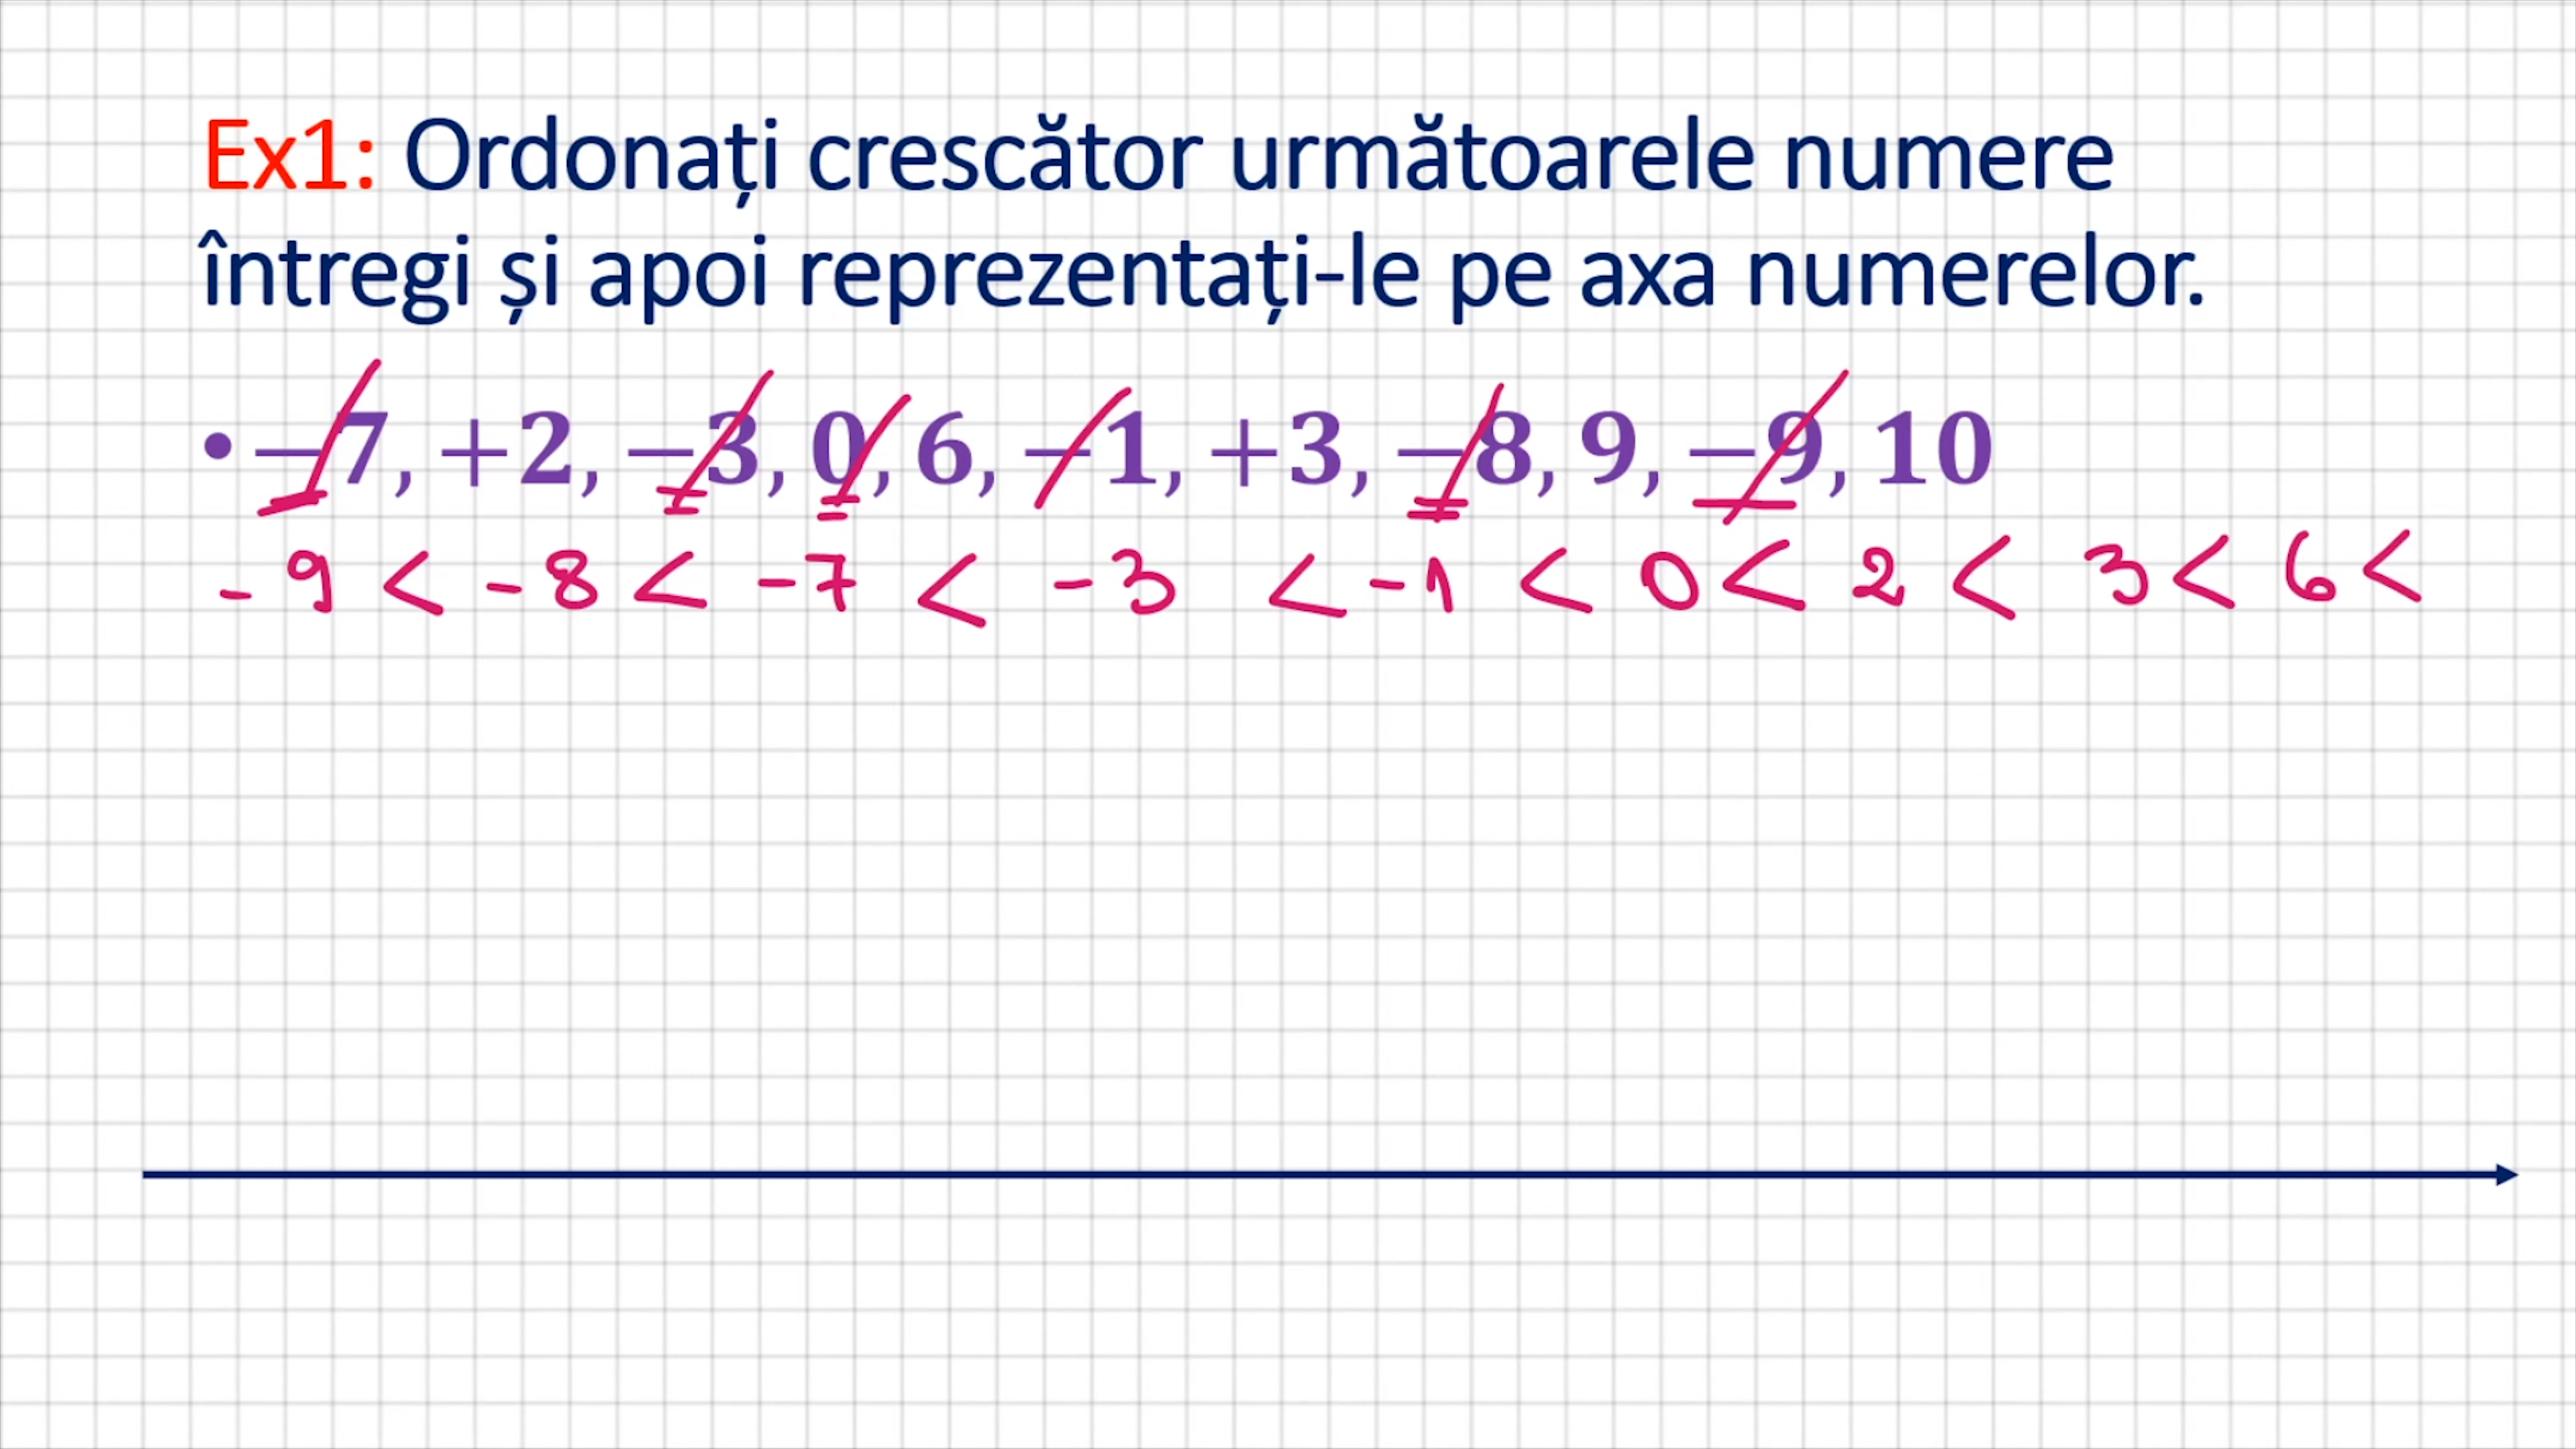 Ex1: Ordonați crescător următoarele numere
întregi și apoi reprezentați-le pe axa numerelor.
• −7, +2, −3, 0, 6, −1, +3, −8, 9, −9, 10
-9 < -8 < -7 < -3 < -1 < 0 < 2 < 3 < 6 <